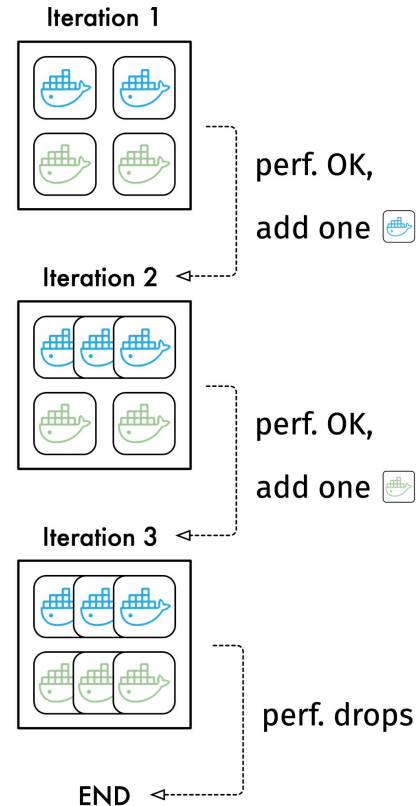 Iteration 1
perf. OK,
add one
Iteration 2
perf. OK,
add one
Iteration 3
perf. drops
END